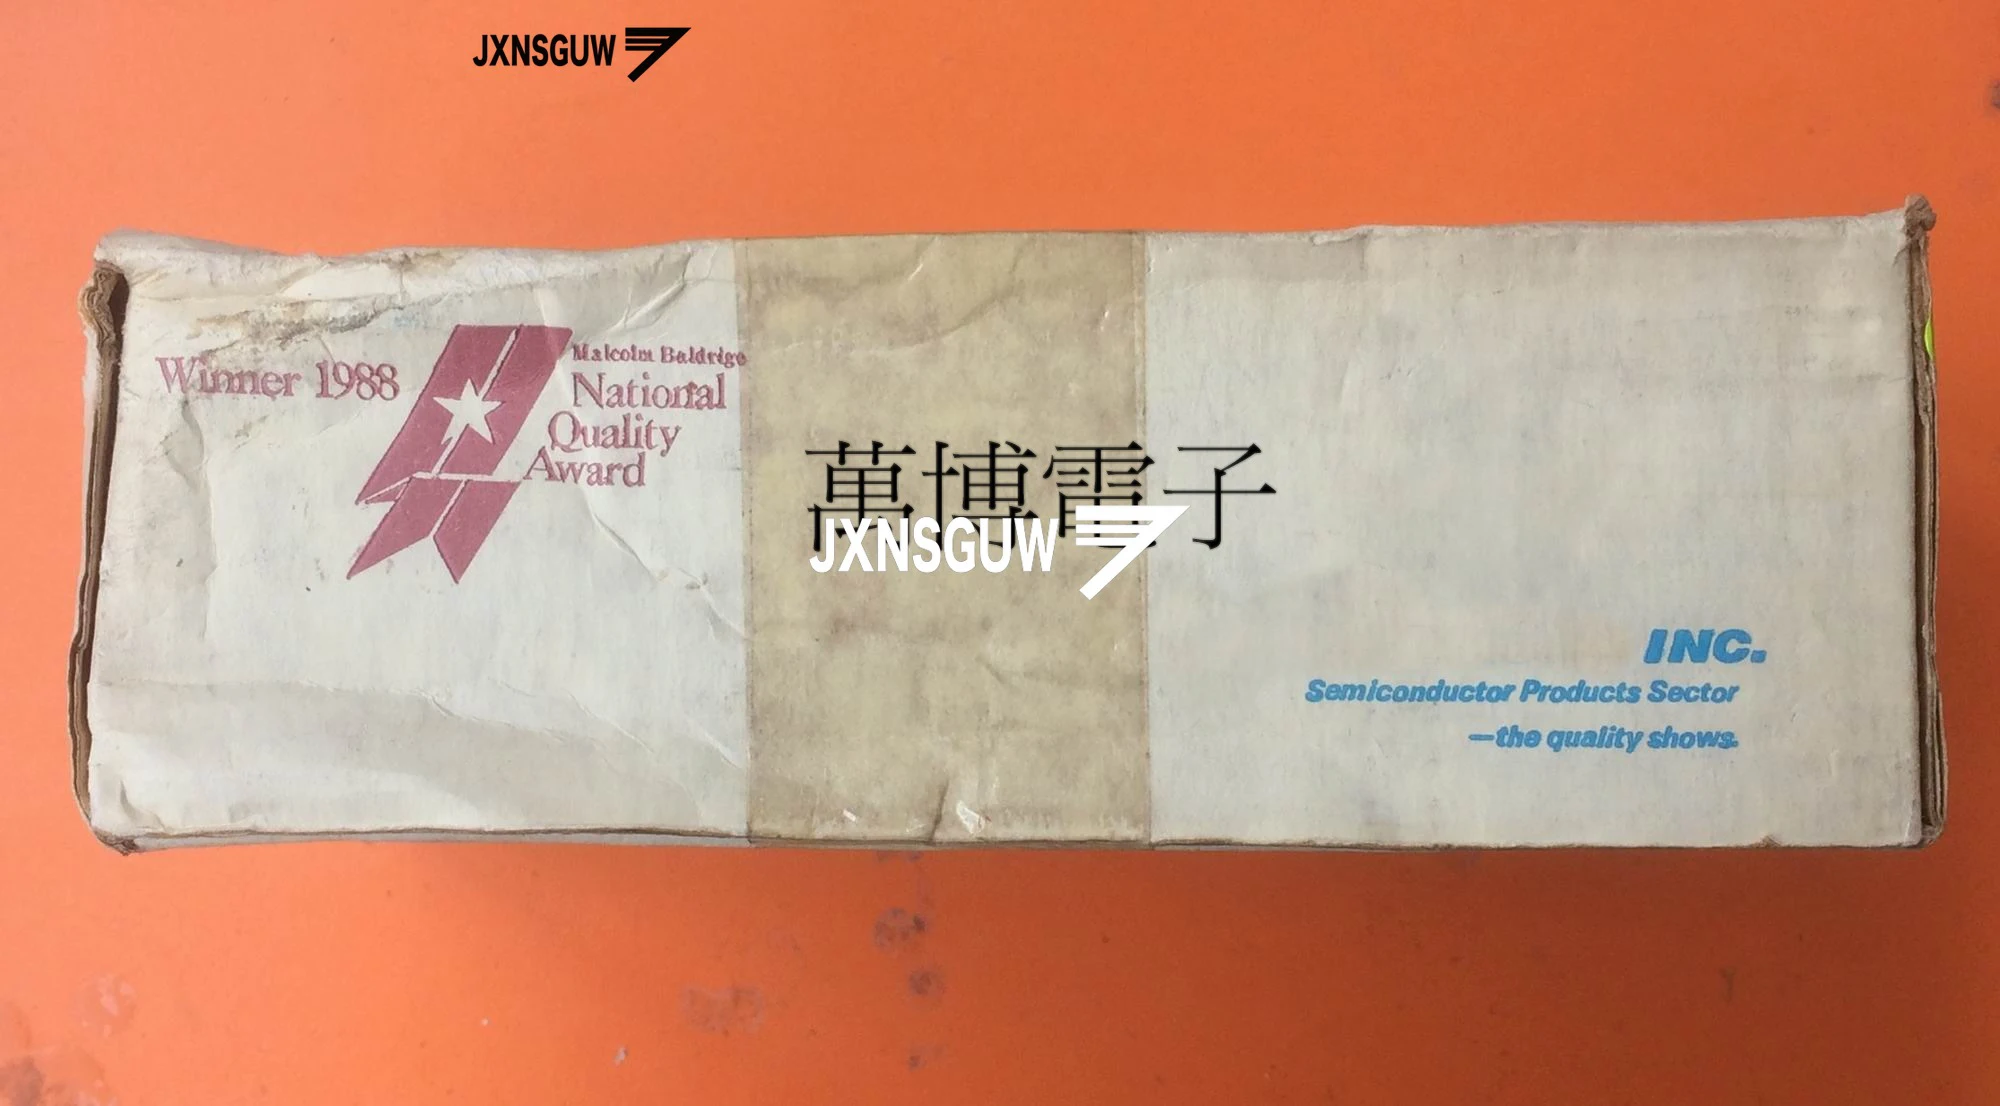 JXNSGUW
Winner 1988
Malcolm Baldrige
National
Quality
Award
萬博電子
JXNSGUW
INC.
Semiconductor Products Sector
—the quality shows.